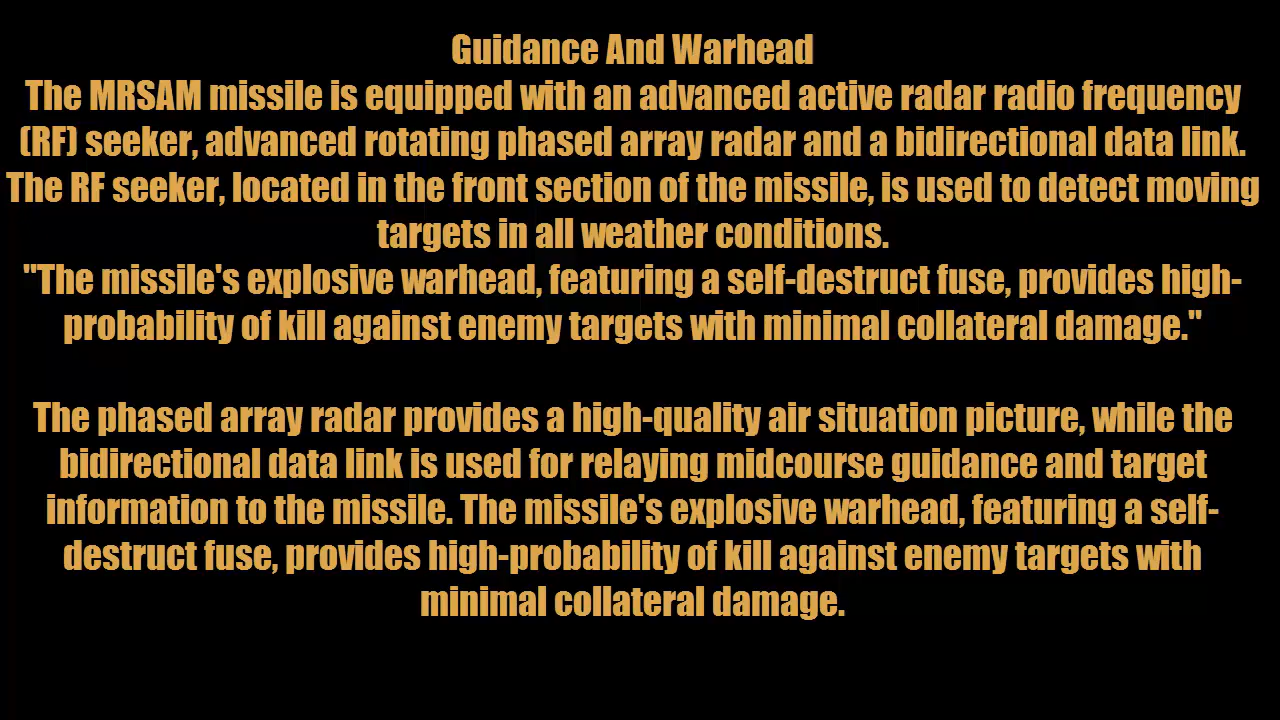 Guidance And Warhead
The MRSAM missile is equipped with an advanced active radar radio frequency
(RF) seeker, advanced rotating phased array radar and a bidirectional data link.
The RF seeker, located in the front section of the missile, is used to detect moving
targets in all weather conditions.
"The missile's explosive warhead, featuring a self-destruct fuse, provides high-
probability of kill against enemy targets with minimal collateral damage."
The phased array radar provides a high-quality air situation picture, while the
bidirectional data link is used for relaying midcourse guidance and target
information to the missile. The missile's explosive warhead, featuring a self-
destruct fuse, provides high-probability of kill against enemy targets with
minimal collateral damage.